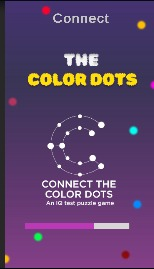 Connect
THE
COLOR DOTS
CONNECT THE
COLOR DOTS
An IQ test puzzle game